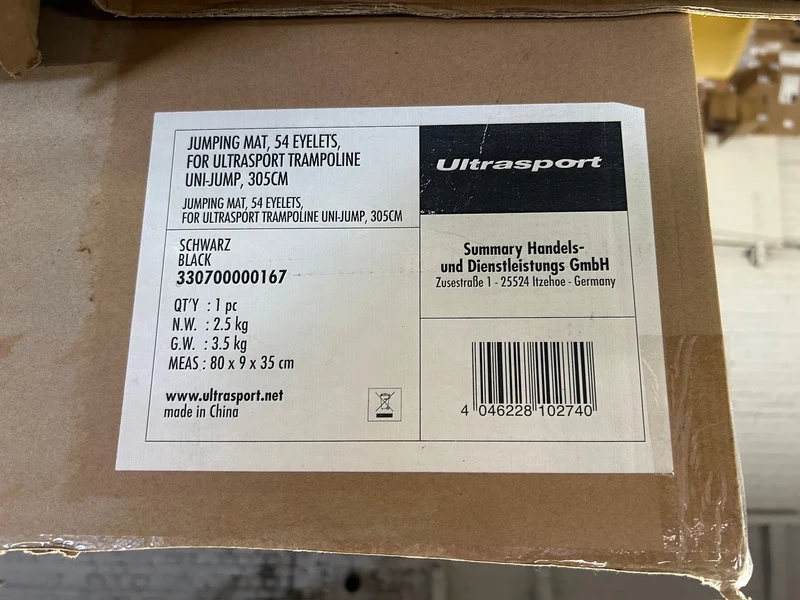 JUMPING MAT, 54 EYELETS,
FOR ULTRASPORT TRAMPOLINE
UNI-JUMP, 305CM
JUMPING MAT, 54 EYELETS,
FOR ULTRASPORT TRAMPOLINE UNI-JUMP, 305CM
SCHWARZ
BLACK
330700000167
QT'Y : 1 pc
N.W. : 2.5 kg
G.W. : 3.5 kg
MEAS : 80 x 9 x 35 cm
www.ultrasport.net
made in China
Ultrasport
Summary Handels-
und Dienstleistungs GmbH
Zusestraße 1 - 25524 Itzehoe - Germany
4 046228 102740